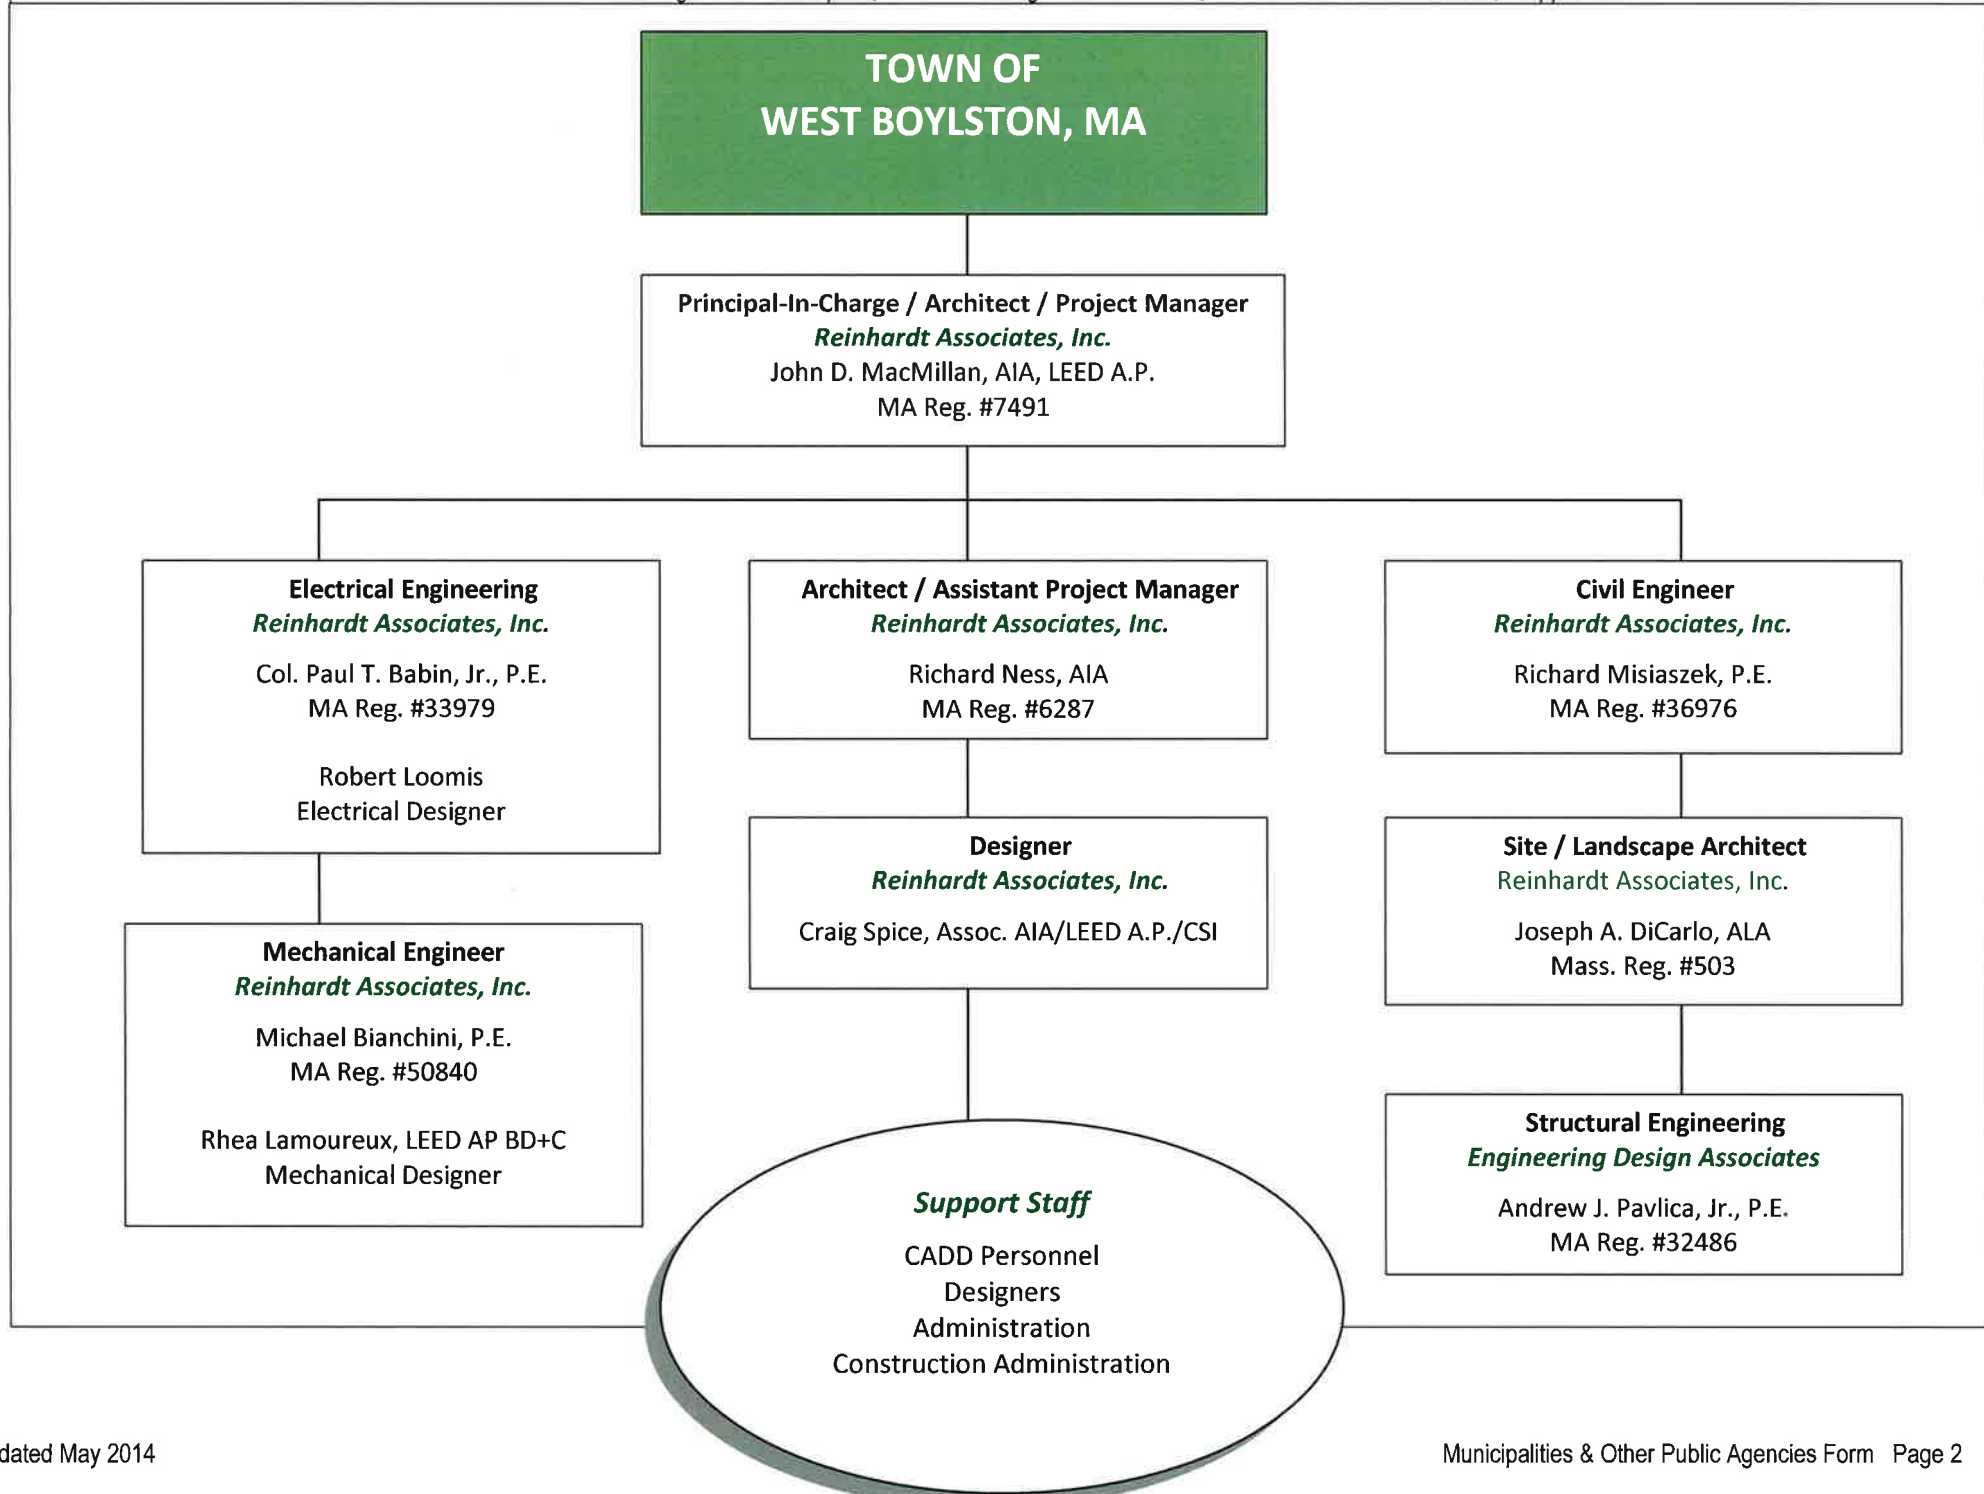 TOWN OF
WEST BOYLSTON, MA
Principal-In-Charge / Architect / Project Manager
Reinhardt Associates, Inc.
John D. MacMillan, AIA, LEED A.P.
MA Reg. #7491
Electrical Engineering
Reinhardt Associates, Inc.
Col. Paul T. Babin, Jr., P.E.
MA Reg. #33979
Robert Loomis
Electrical Designer
Architect / Assistant Project Manager
Reinhardt Associates, Inc.
Richard Ness, AIA
MA Reg. #6287
Civil Engineer
Reinhardt Associates, Inc.
Richard Misiaszek, P.E.
MA Reg. #36976
Designer
Reinhardt Associates, Inc.
Craig Spice, Assoc. AIA/LEED A.P./CSI
Site / Landscape Architect
Reinhardt Associates, Inc.
Joseph A. DiCarlo, ALA
Mass. Reg. #503
Mechanical Engineer
Reinhardt Associates, Inc.
Michael Bianchini, P.E.
MA Reg. #50840
Rhea Lamoureux, LEED AP BD+C
Mechanical Designer
Structural Engineering
Engineering Design Associates
Andrew J. Pavlica, Jr., P.E.
MA Reg. #32486
Support Staff
CADD Personnel
Designers
Administration
Construction Administration
dated May 2014
Municipalities & Other Public Agencies Form Page 2